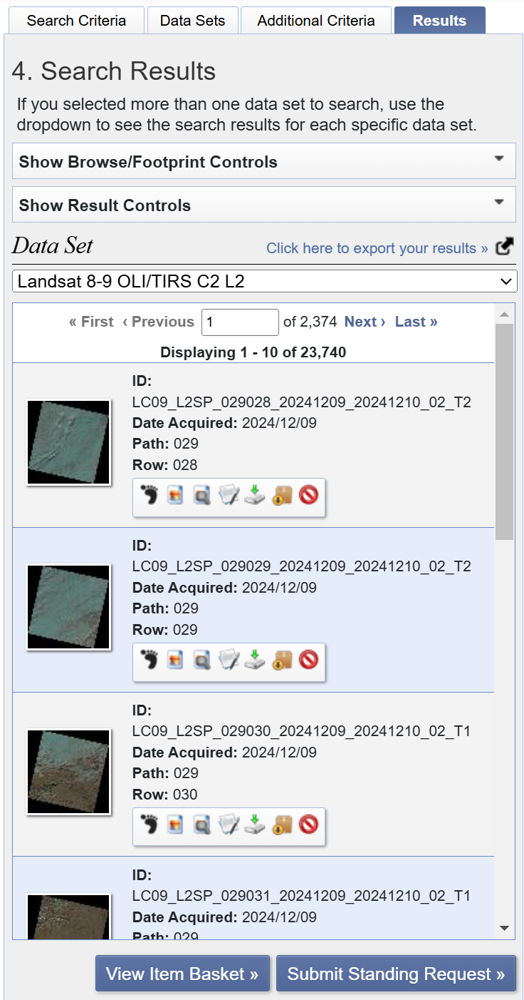 Search Criteria Data Sets Additional Criteria Results
4. Search Results
If you selected more than one data set to search, use the
dropdown to see the search results for each specific data set.
Show Browse/Footprint Controls
Show Result Controls
Data Set Click here to export your results »
Landsat 8-9 OLI/TIRS C2 L2
« First ‹ Previous 1 of 2,374 Next › Last »
Displaying 1 - 10 of 23,740
ID:
LC09_L2SP_029028_20241209_20241210_02_T2
Date Acquired: 2024/12/09
Path: 029
Row: 028
ID:
LC09_L2SP_029029_20241209_20241210_02_T2
Date Acquired: 2024/12/09
Path: 029
Row: 029
ID:
LC09_L2SP_029030_20241209_20241210_02_T1
Date Acquired: 2024/12/09
Path: 029
Row: 030
ID:
LC09_L2SP_029031_20241209_20241210_02_T1
Date Acquired: 2024/12/09
Path: 029
View Item Basket » Submit Standing Request »